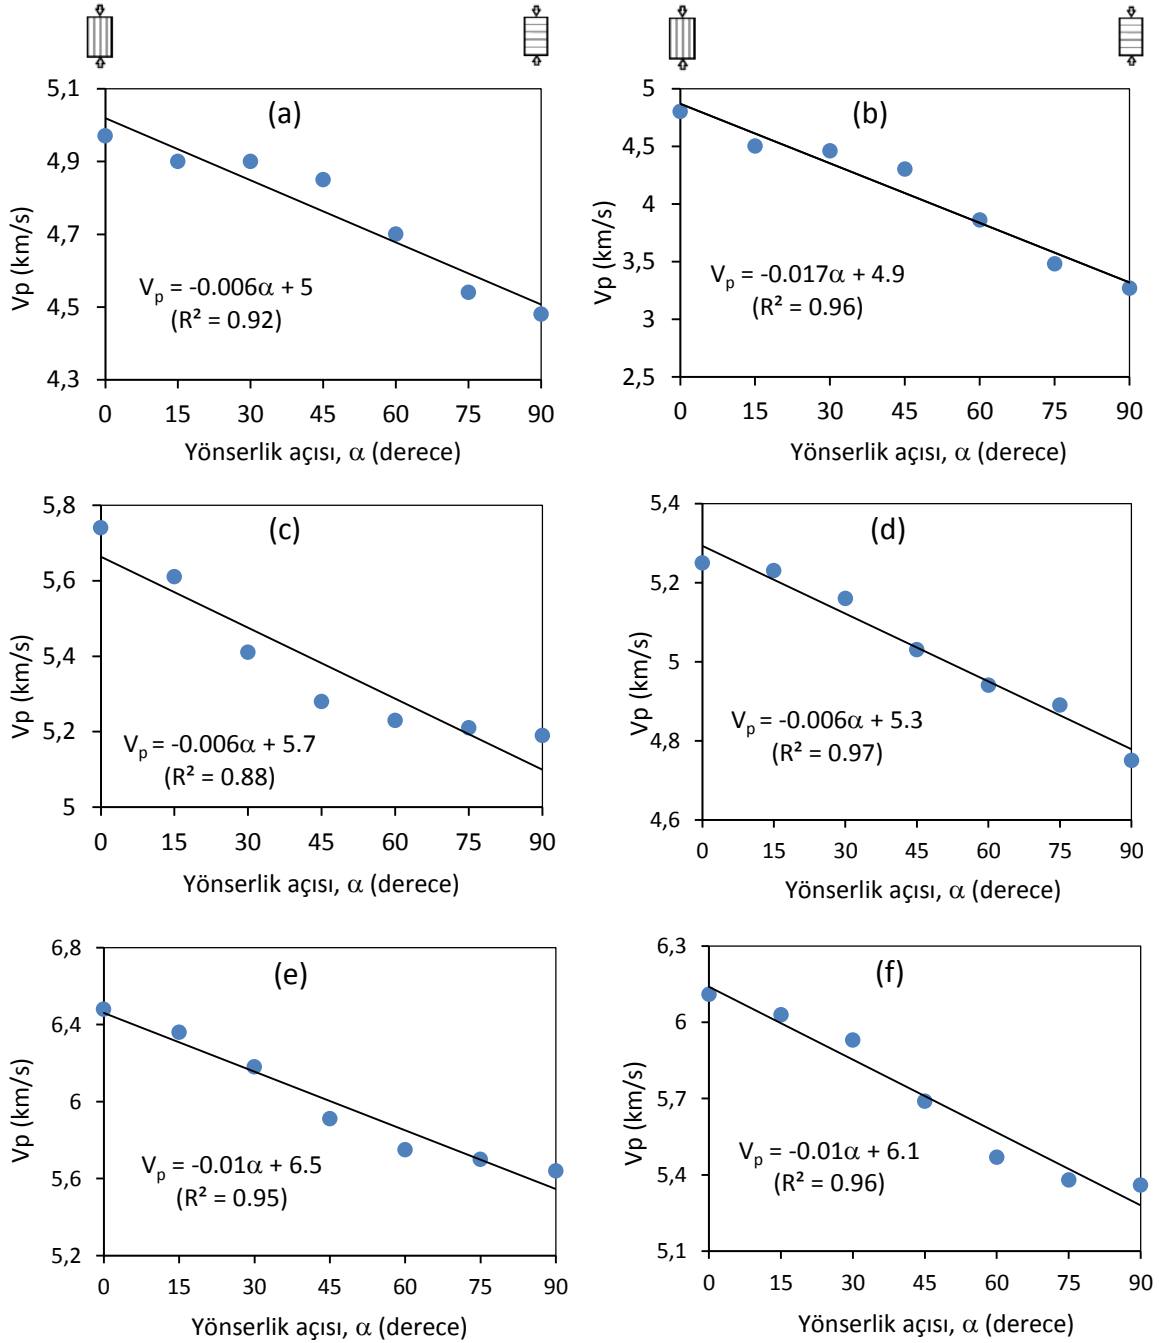 (a)
5,1
4,9
4,7
4,5
4,3
Vp (km/s)
Vp = -0.006α + 5
(R² = 0.92)
0 15 30 45 60 75 90
Yönserlik açısı, α (derece)
(b)
5
4,5
4
3,5
3
2,5
Vp (km/s)
Vp = -0.017α + 4.9
(R² = 0.96)
0 15 30 45 60 75 90
Yönserlik açısı, α (derece)
(c)
5,8
5,6
5,4
5,2
5
Vp (km/s)
Vp = -0.006α + 5.7
(R² = 0.88)
0 15 30 45 60 75 90
Yönserlik açısı, α (derece)
(d)
5,4
5,2
5
4,8
4,6
Vp (km/s)
Vp = -0.006α + 5.3
(R² = 0.97)
0 15 30 45 60 75 90
Yönserlik açısı, α (derece)
(e)
6,8
6,4
6
5,6
5,2
Vp (km/s)
Vp = -0.01α + 6.5
(R² = 0.95)
0 15 30 45 60 75 90
Yönserlik açısı, α (derece)
(f)
6,3
6
5,7
5,4
5,1
Vp (km/s)
Vp = -0.01α + 6.1
(R² = 0.96)
0 15 30 45 60 75 90
Yönserlik açısı, α (derece)